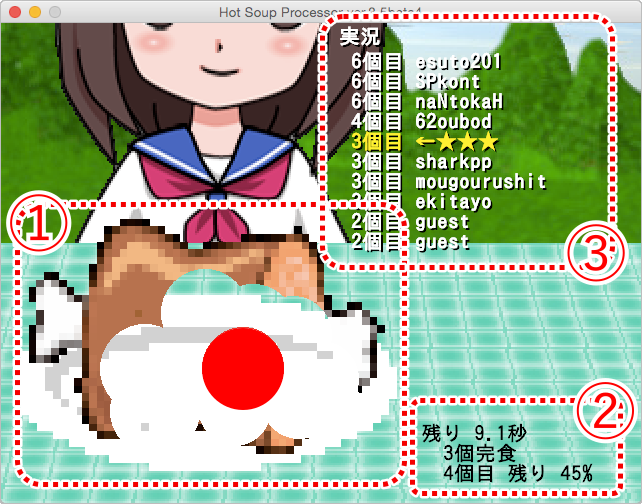 Hot Soup Processor ver.3.5beta4
実況
6個目 esuto201
6個目 SPkont
6個目 naNtokaH
4個目 62oubod
3個目 ←★★★
3個目 sharkpp
3個目 mougourushit
3個目 ekitayo
2個目 guest
2個目 guest
①
③
②
残り 9.1秒
3個完食
4個目 残り 45%